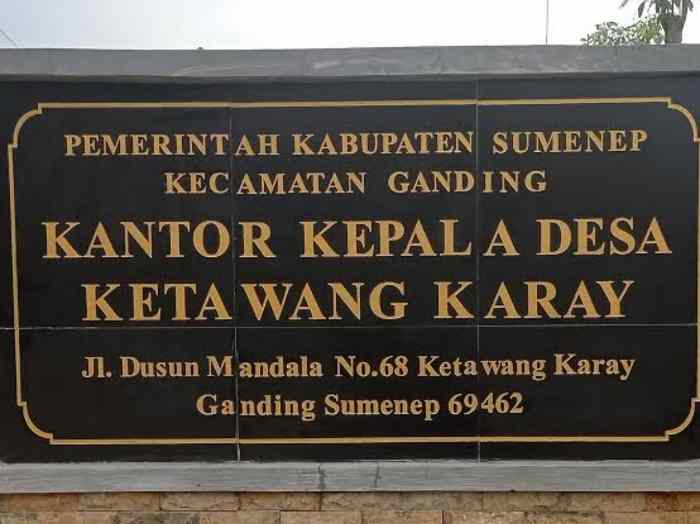 PEMERINTAH KABUPATEN SUMENEP
KECAMATAN GANDING
KANTOR KEPALA DESA
KETAWANG KARAY
Jl. Dusun Mandala No.68 Ketawang Karay
Ganding Sumenep 69462